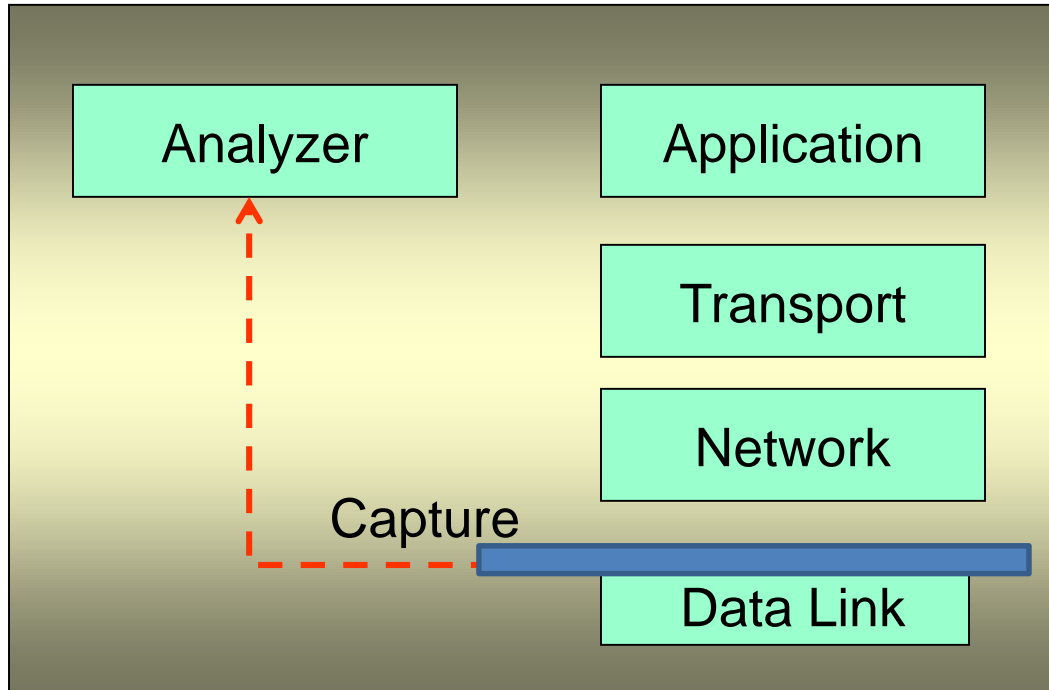 Analyzer
Application
Transport
Network
Capture
Data Link